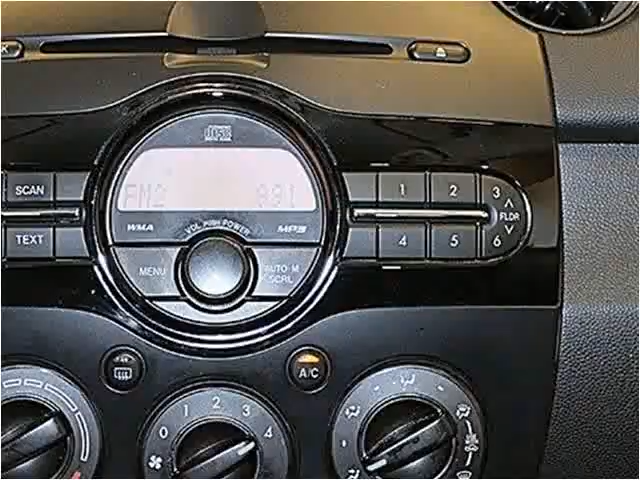 SCAN
1 2 3
FM2 891
FLDR
WMA VOL PUSH POWER MP3
TEXT
4 5 6
MENU
AUTO-M
SCRL
A/C
0 1 2 3 4